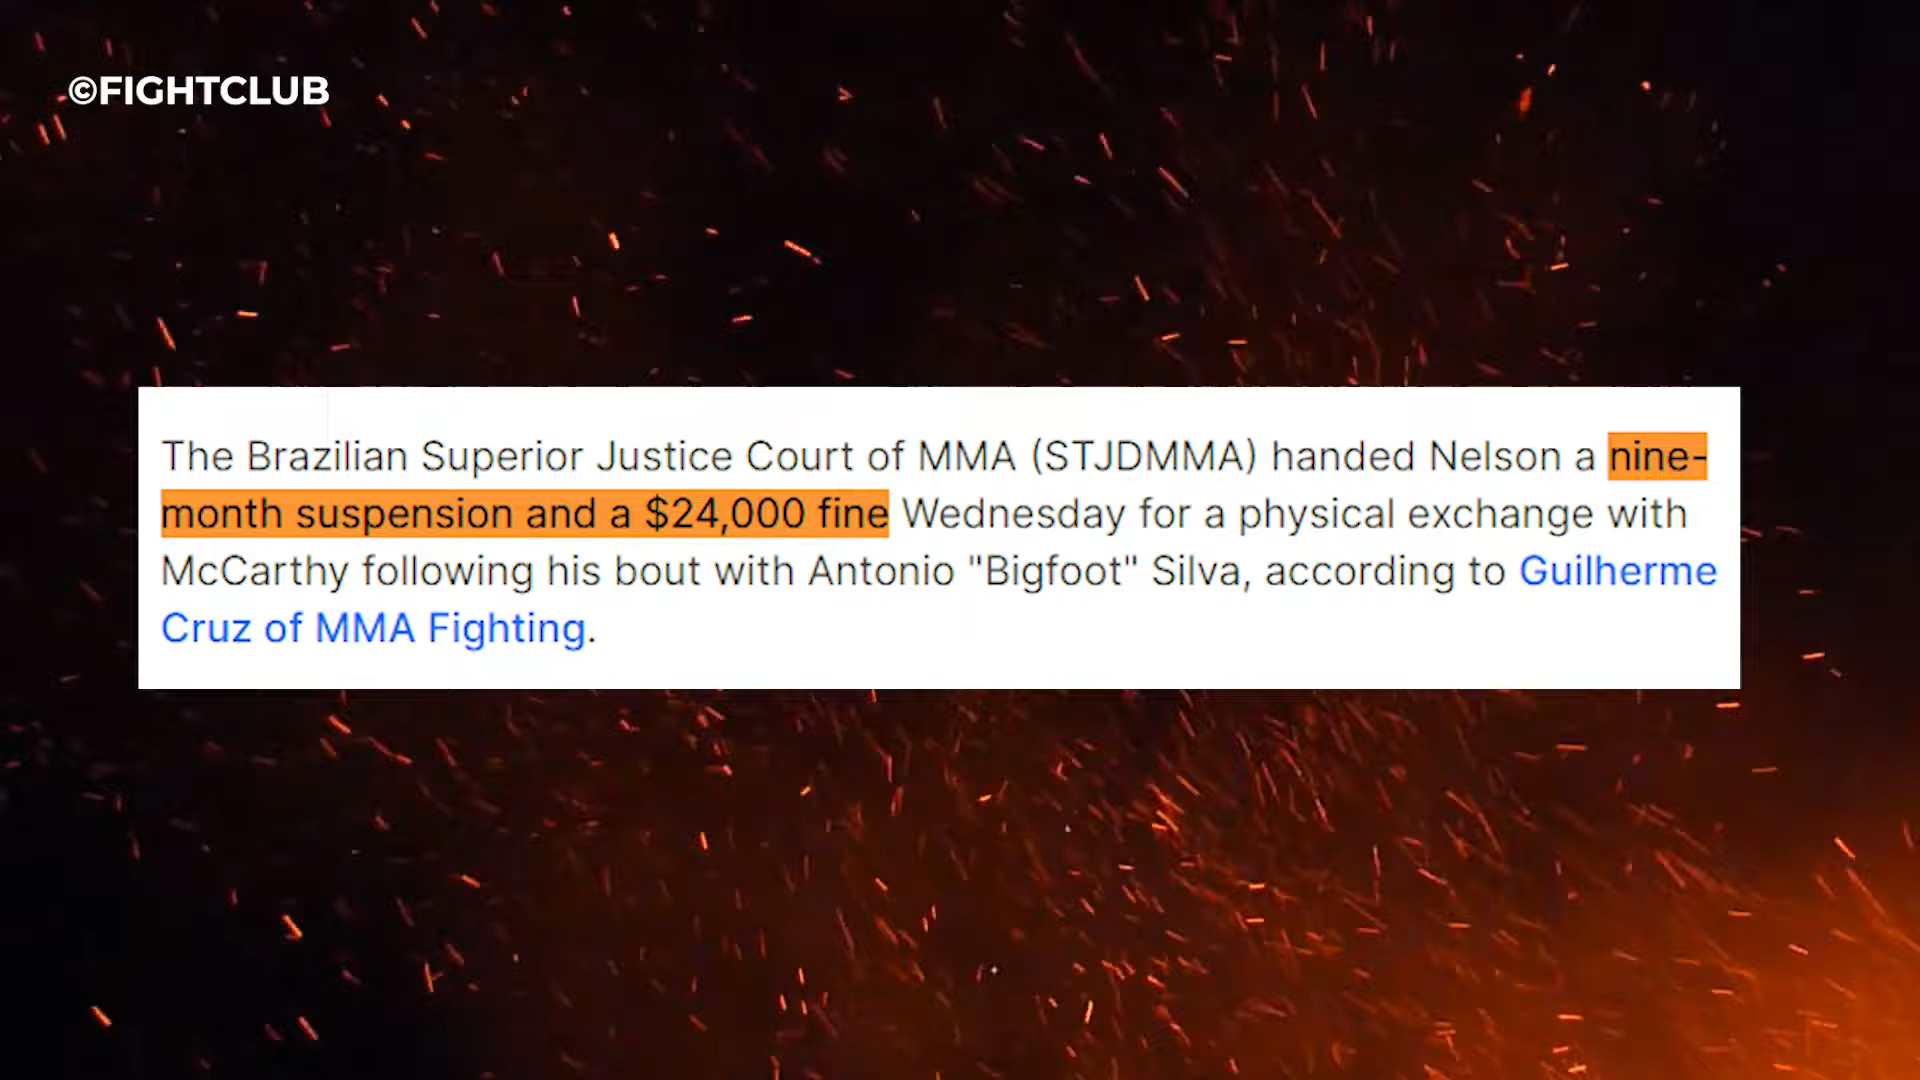 ©FIGHTCLUB
The Brazilian Superior Justice Court of MMA (STJDMMA) handed Nelson a nine-
month suspension and a $24,000 fine Wednesday for a physical exchange with
McCarthy following his bout with Antonio "Bigfoot" Silva, according to Guilherme
Cruz of MMA Fighting.